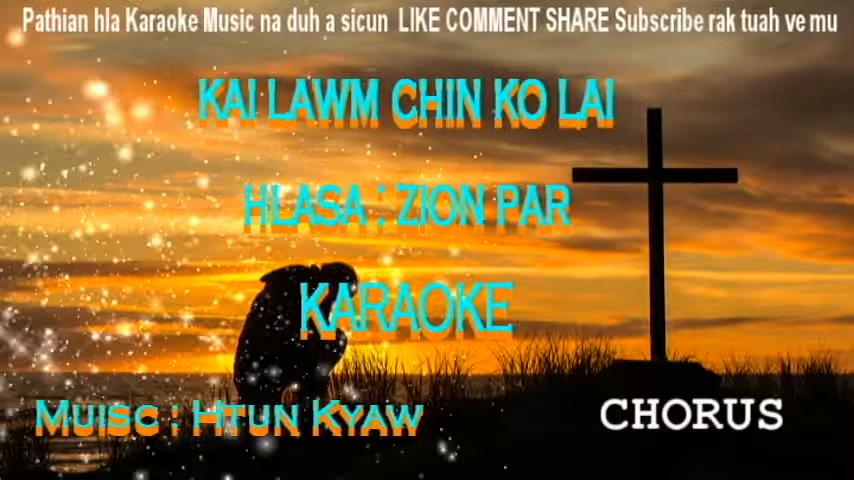 Pathian hla Karaoke Music na duh a sicun LIKE COMMENT SHARE Subscribe rak tuah ve mu
KAI LAWM CHIN KO LAI
HLASA : ZION PAR
KARAOKE
MUISC : HTUN KYAW
CHORUS